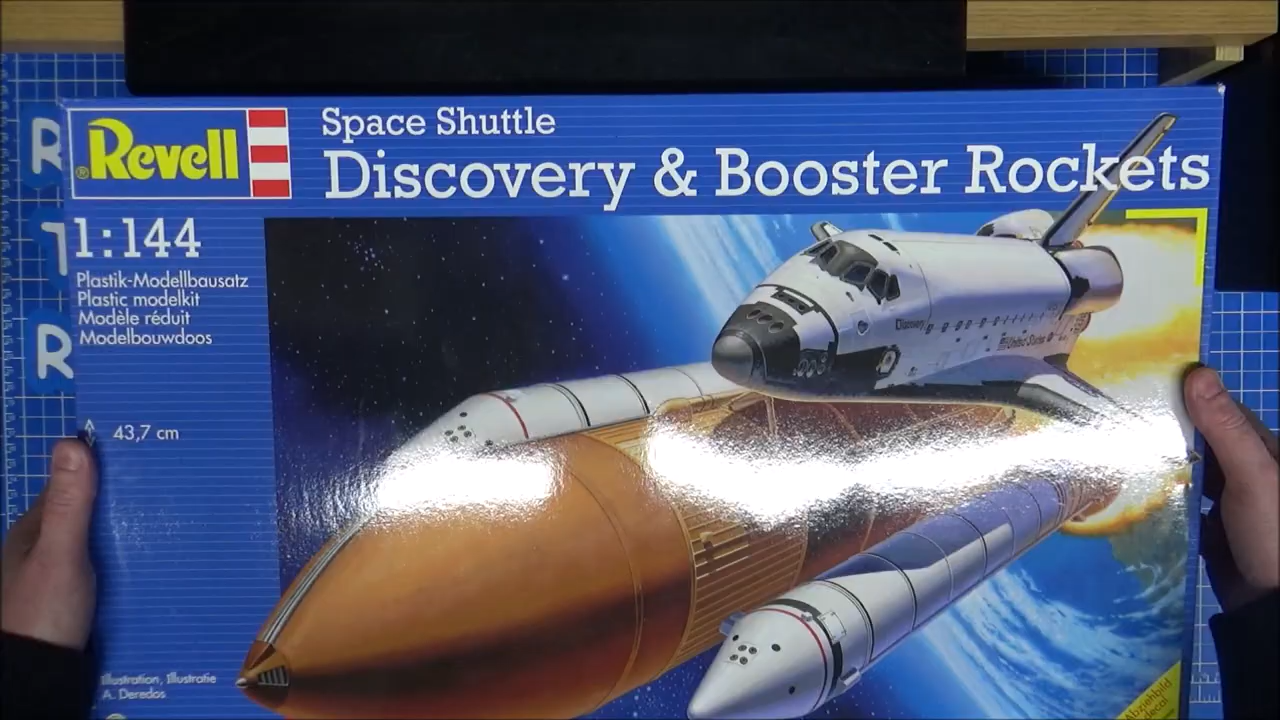 Revell
Space Shuttle
Discovery & Booster Rockets
1:144
Plastik-Modellbausatz
Plastic modelkit
Modèle réduit
Modelbouwdoos
43,7 cm
Discovery
United States
Illustration, Illustratie
A. Deredos
R
1
R